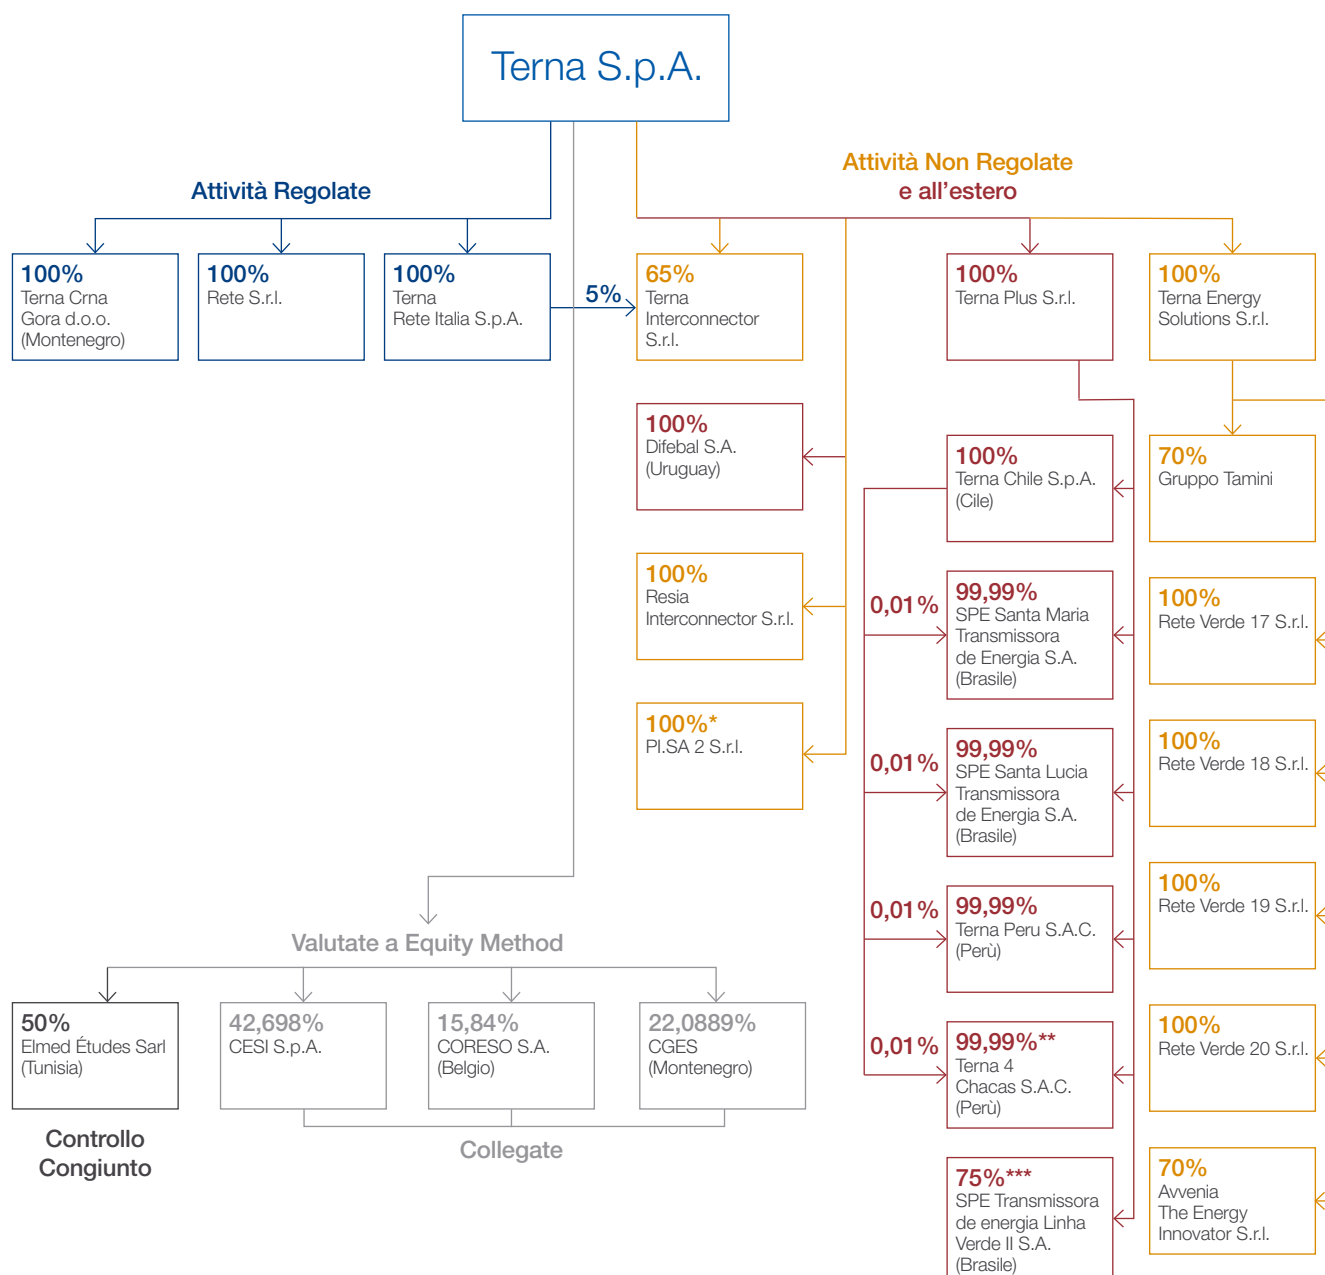 Terna S.p.A.
Attività Regolate
Attività Non Regolate
e all'estero
100%
Terna Crna
Gora d.o.o.
(Montenegro)
100%
Rete S.r.l.
100%
Terna
Rete Italia S.p.A.
5%
65%
Terna
Interconnector
S.r.l.
100%
Terna Plus S.r.l.
100%
Terna Energy
Solutions S.r.l.
100%
Difebal S.A.
(Uruguay)
100%
Terna Chile S.p.A.
(Cile)
70%
Gruppo Tamini
100%
Resia
Interconnector S.r.l.
0,01%
99,99%
SPE Santa Maria
Transmissora
de Energia S.A.
(Brasile)
100%
Rete Verde 17 S.r.l.
100%*
PI.SA 2 S.r.l.
0,01%
99,99%
SPE Santa Lucia
Transmissora
de Energia S.A.
(Brasile)
100%
Rete Verde 18 S.r.l.
0,01%
99,99%
Terna Peru S.A.C.
(Perù)
100%
Rete Verde 19 S.r.l.
Valutate a Equity Method
50%
Elmed Études Sarl
(Tunisia)
42,698%
CESI S.p.A.
15,84%
CORESO S.A.
(Belgio)
22,0889%
CGES
(Montenegro)
0,01%
99,99%**
Terna 4
Chacas S.A.C.
(Perù)
100%
Rete Verde 20 S.r.l.
Controllo
Congiunto
Collegate
75%***
SPE Transmissora
de energia Linha
Verde II S.A.
(Brasile)
70%
Avvenia
The Energy
Innovator S.r.l.